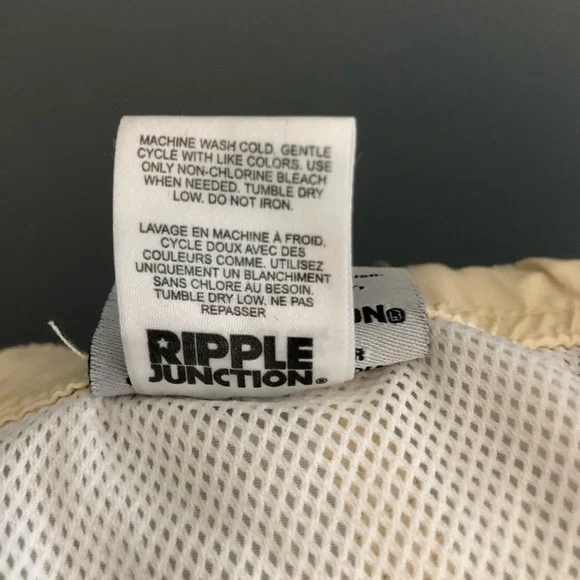 MACHINE WASH COLD. GENTLE
CYCLE WITH LIKE COLORS. USE
ONLY NON-CHLORINE BLEACH
WHEN NEEDED. TUMBLE DRY
LOW. DO NOT IRON.
LAVAGE EN MACHINE À FROID.
CYCLE DOUX AVEC DES
COULEURS COMME. UTILISEZ
UNIQUEMENT UN BLANCHIMENT
SANS CHLORE AU BESOIN.
TUMBLE DRY LOW. NE PAS
REPASSER
RIPPLE
JUNCTION®